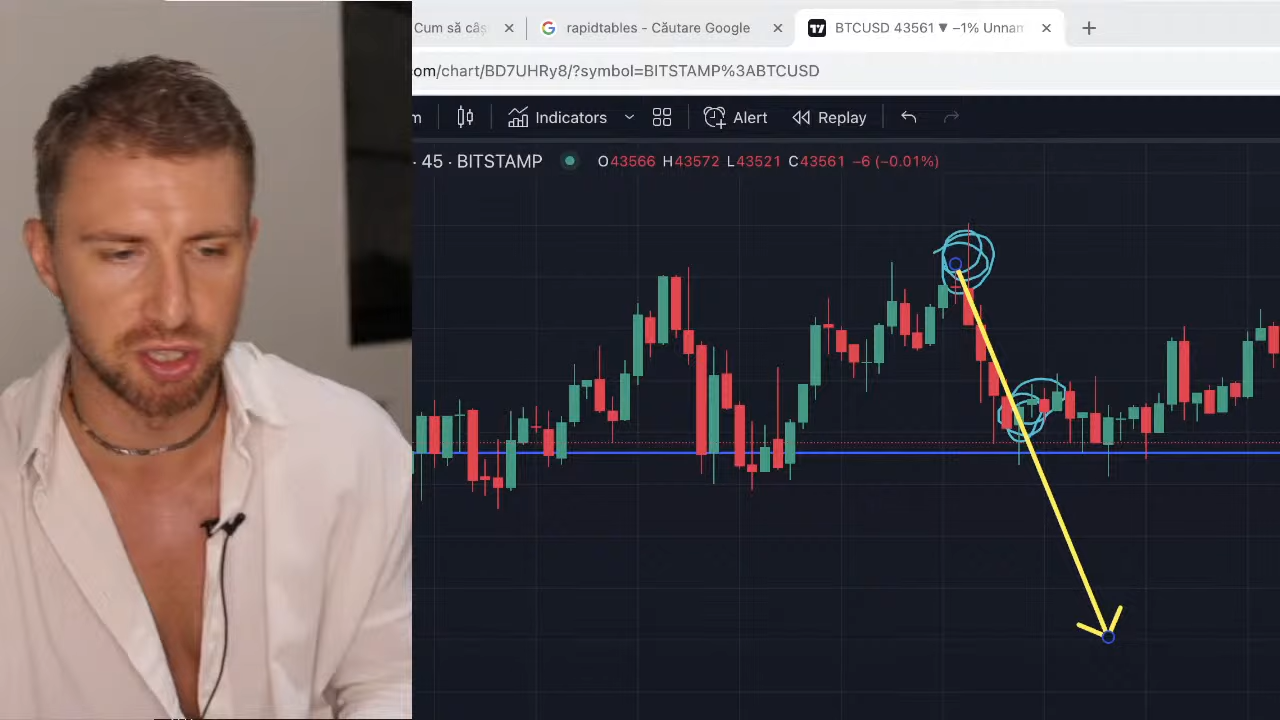 Cum să câș
rapidtables - Căutare Google
BTCUSD 43561 ▼ −1% Unnam
om/chart/BD7UHRy8/?symbol=BITSTAMP%3ABTCUSD
m Indicators Alert Replay
· 45 · BITSTAMP O43566 H43572 L43521 C43561 −6 (−0.01%)